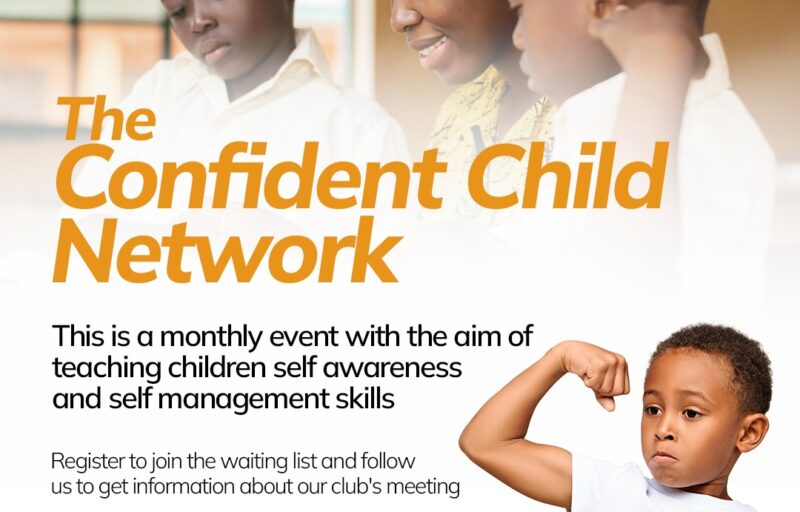 The
Confident Child
Network
This is a monthly event with the aim of
teaching children self awareness
and self management skills
Register to join the waiting list and follow
us to get information about our club's meeting